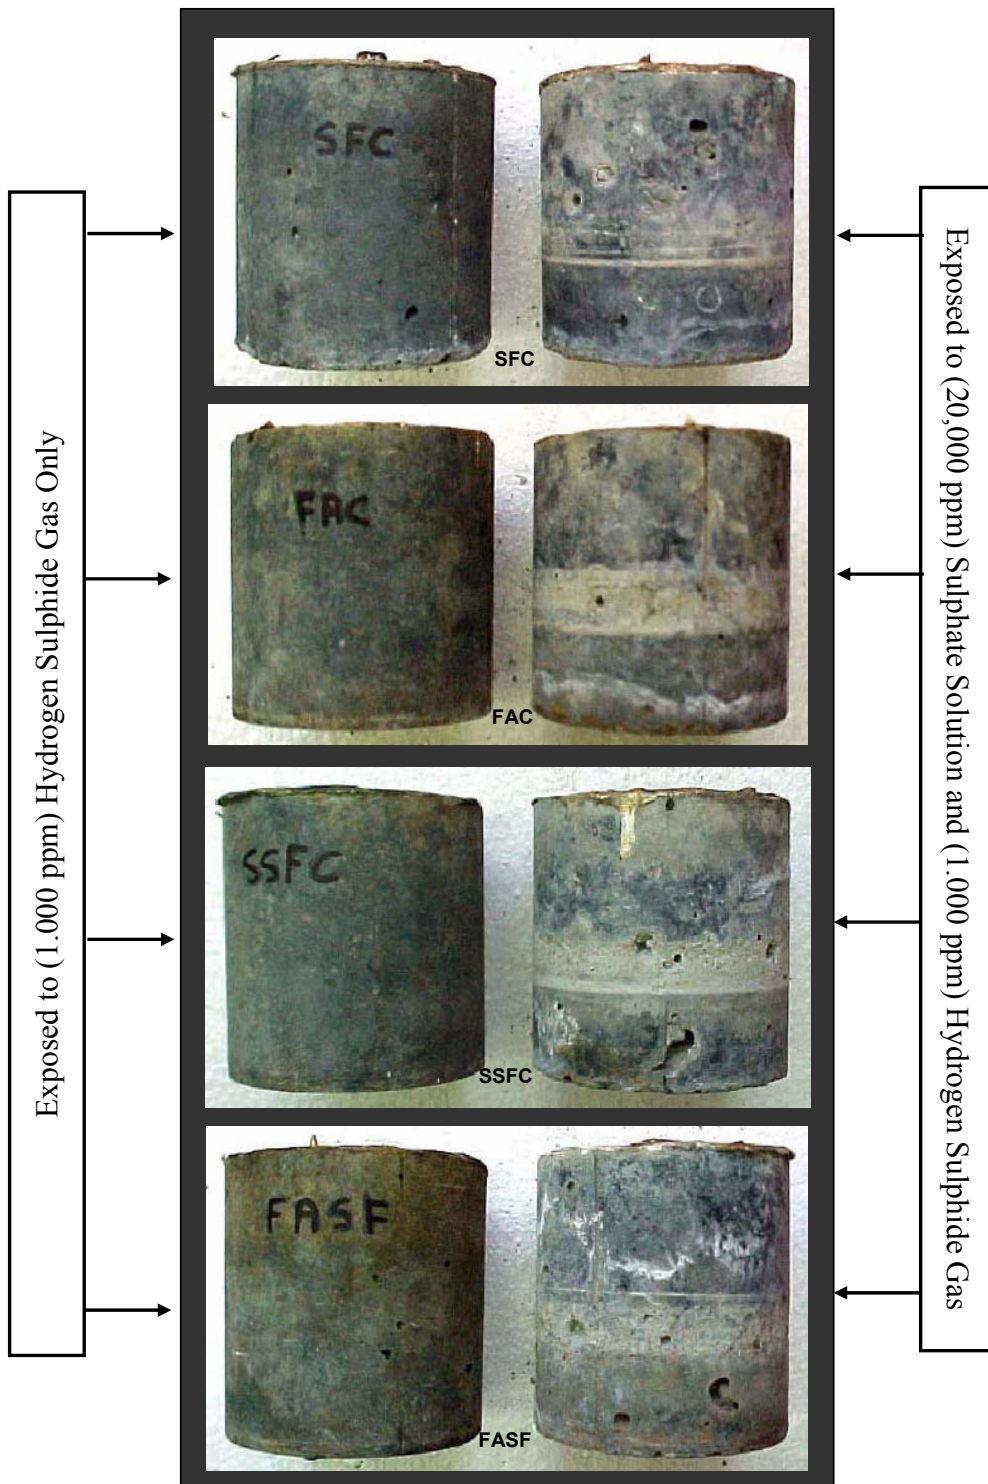 Exposed to (1.000 ppm) Hydrogen Sulphide Gas Only
SFC
SFC
FAC
FAC
SSFC
SSFC
FASF
FASF
Exposed to (20,000 ppm) Sulphate Solution and (1.000 ppm) Hydrogen Sulphide Gas